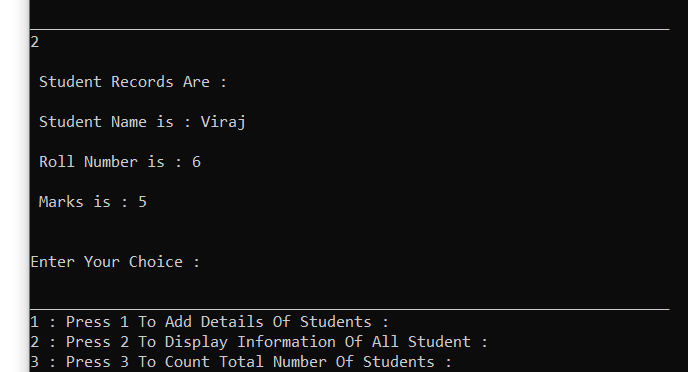 2
Student Records Are :
Student Name is : Viraj
Roll Number is : 6
Marks is : 5
Enter Your Choice :
1 : Press 1 To Add Details Of Students :
2 : Press 2 To Display Information Of All Student :
3 : Press 3 To Count Total Number Of Students :